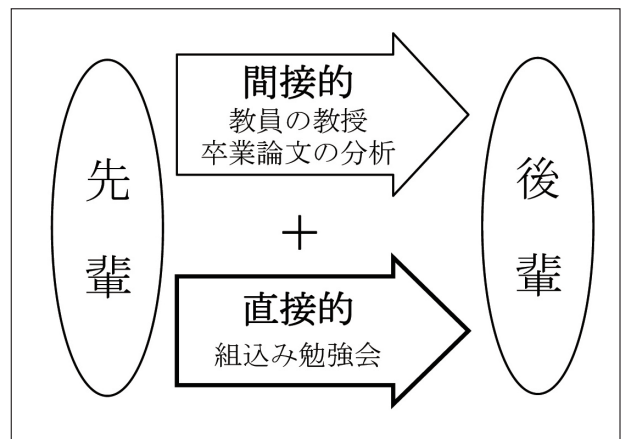 先輩
間接的
教員の教授
卒業論文の分析
＋
直接的
組込み勉強会
後輩